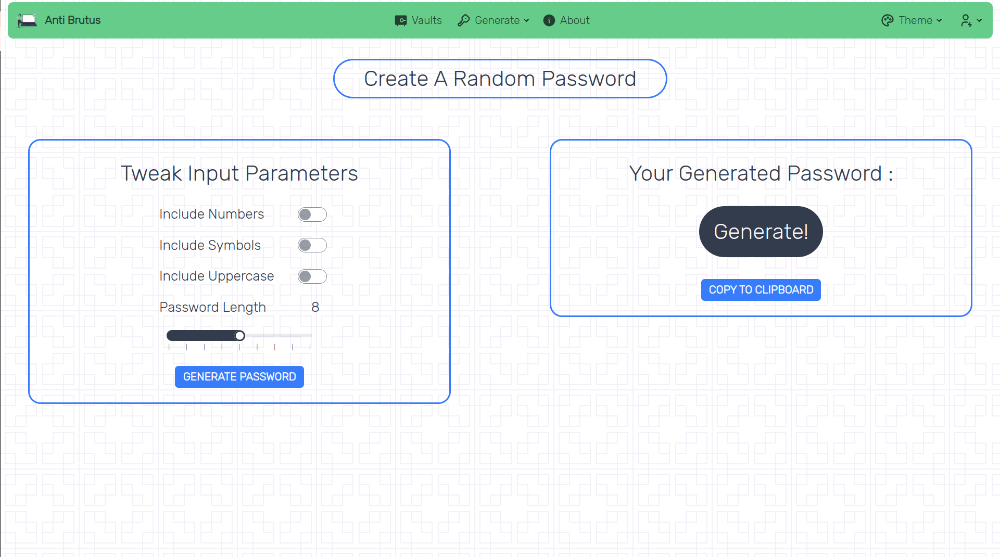 Anti Brutus
Vaults
Generate
About
Theme
Create A Random Password
Tweak Input Parameters
Include Numbers
Include Symbols
Include Uppercase
Password Length 8
GENERATE PASSWORD
Your Generated Password :
Generate!
COPY TO CLIPBOARD